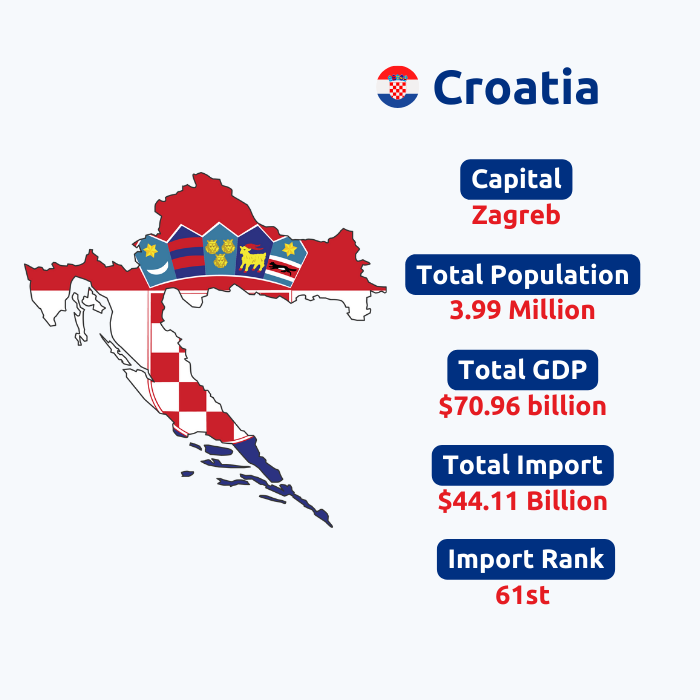 Croatia
Capital
Zagreb
Total Population
3.99 Million
Total GDP
$70.96 billion
Total Import
$44.11 Billion
Import Rank
61st